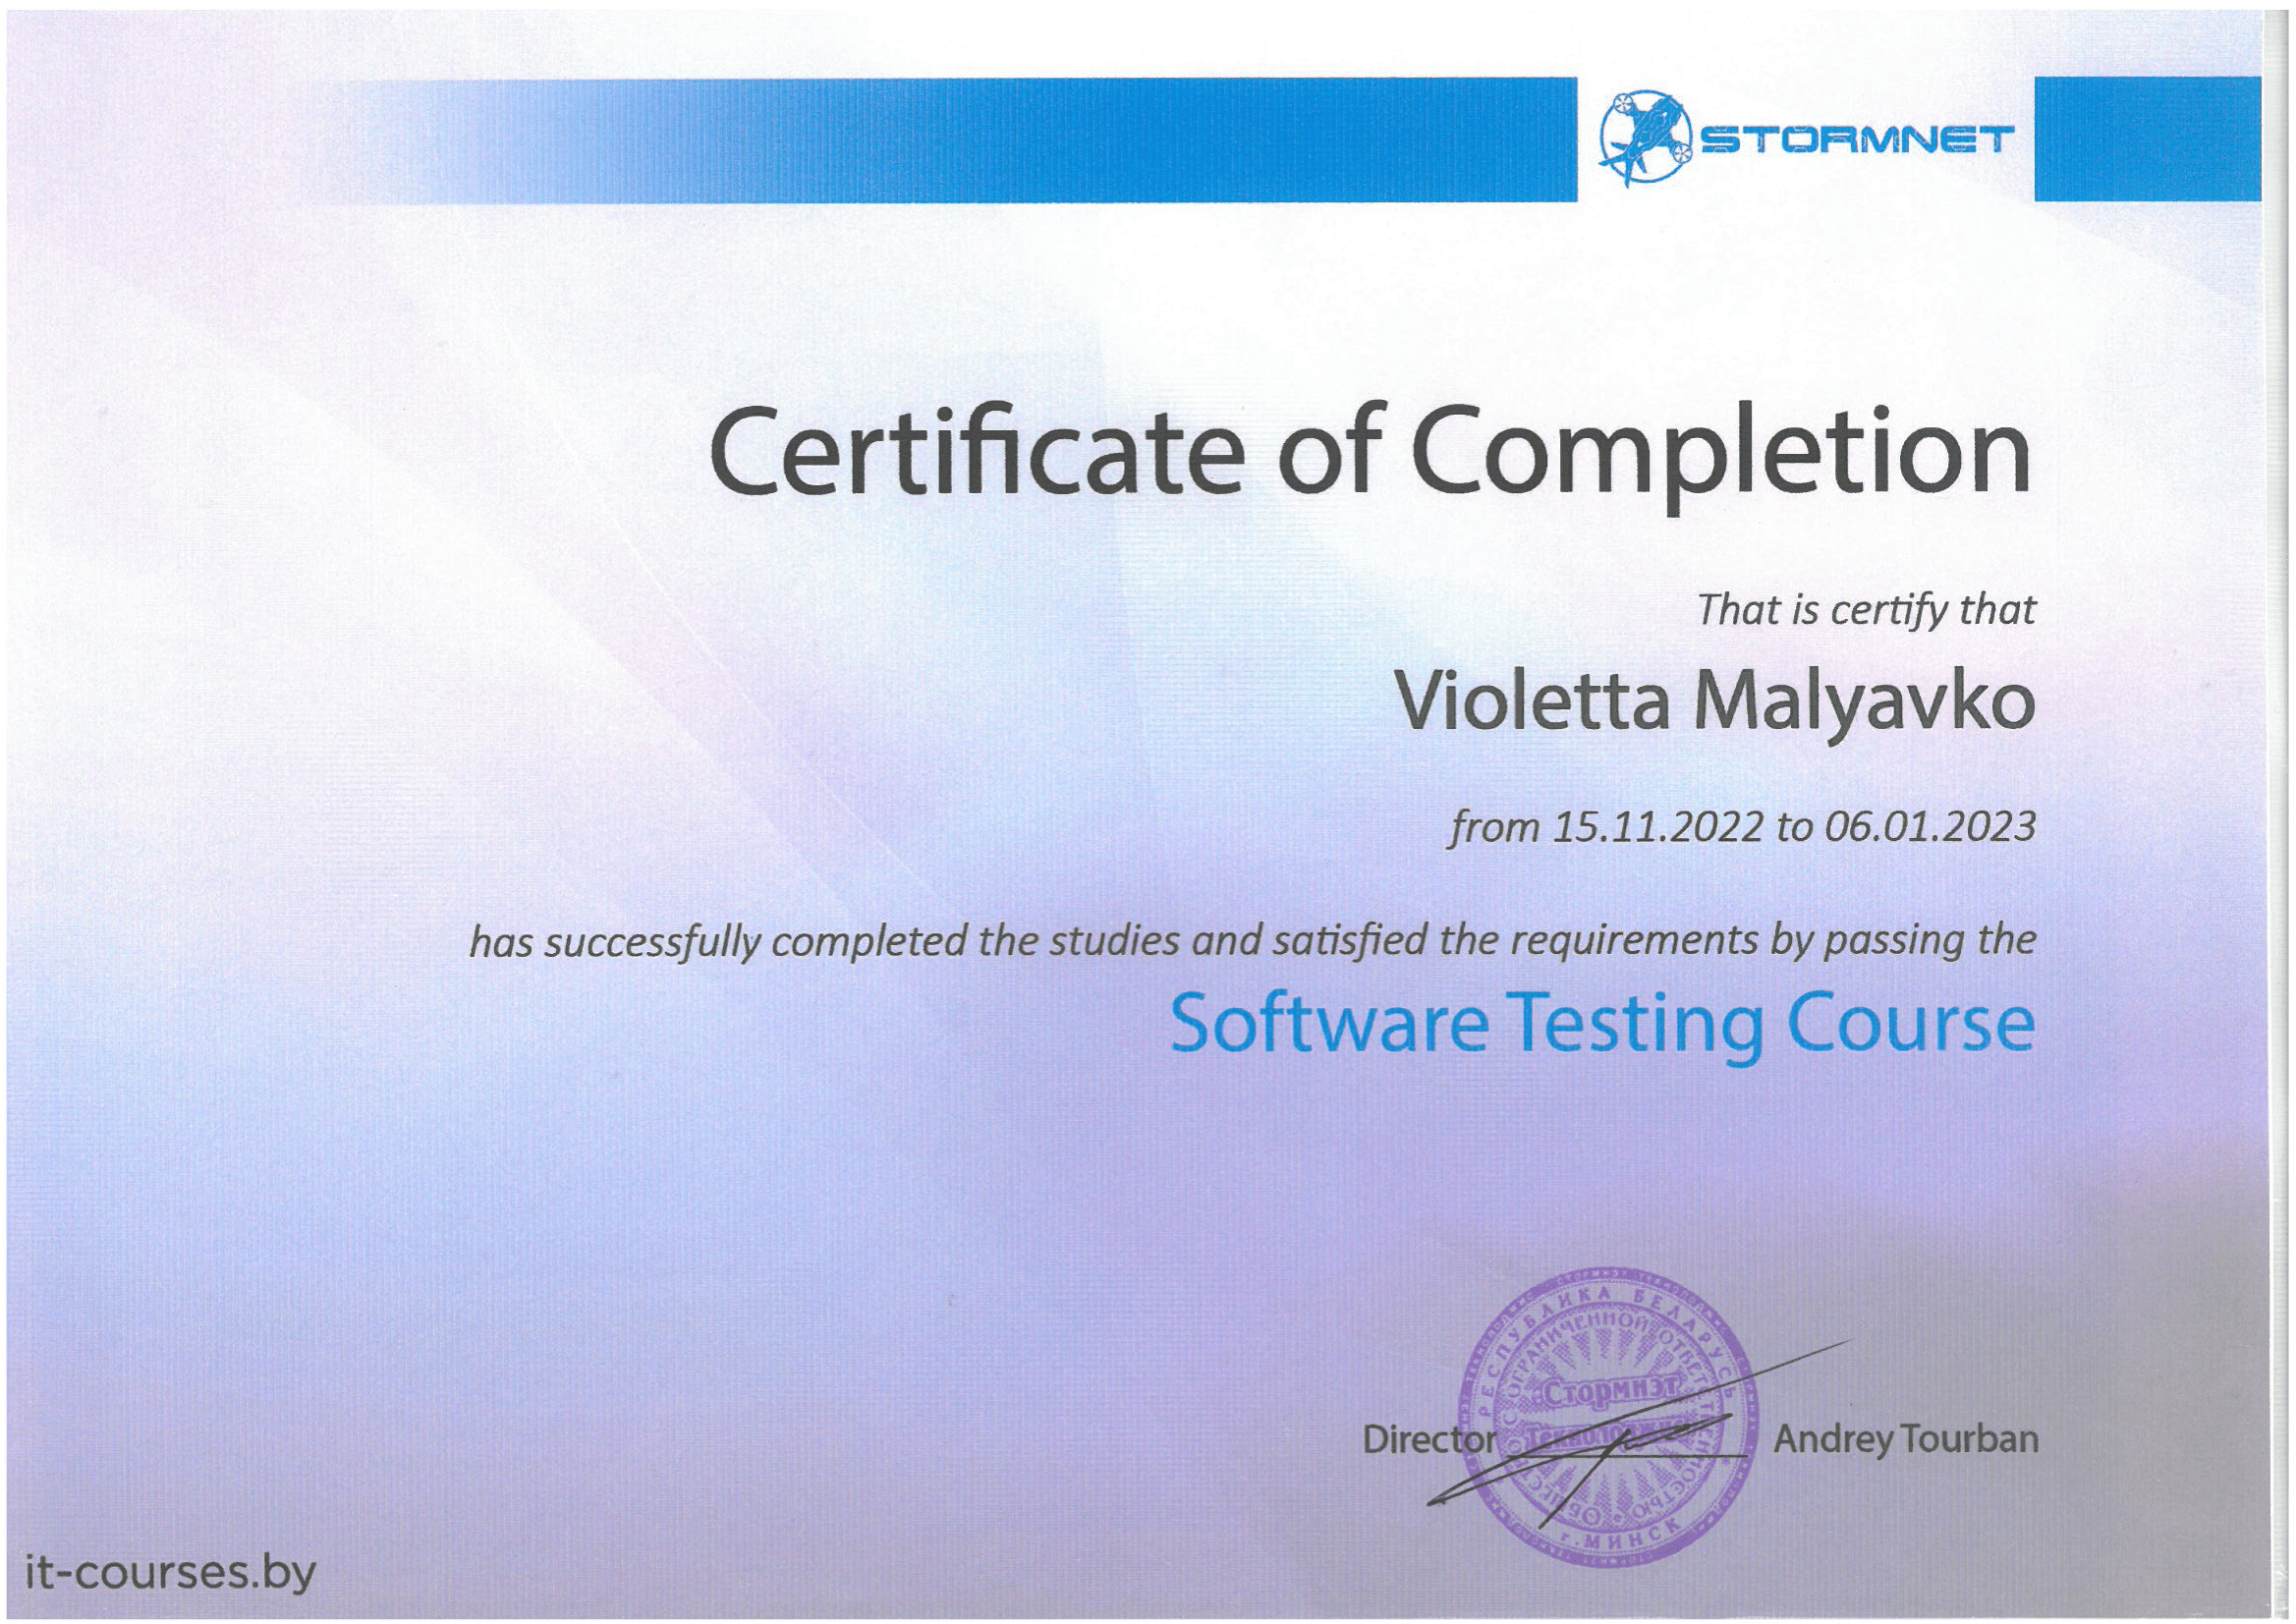 STORMNET
Certificate of Completion
That is certify that
Violetta Malyavko
from 15.11.2022 to 06.01.2023
has successfully completed the studies and satisfied the requirements by passing the
Software Testing Course
РЕСПУБЛИКА БЕЛАРУСЬ
ОБЩЕСТВО С ОГРАНИЧЕННОЙ ОТВЕТСТВЕННОСТЬЮ
Стормнэт
Технолоджис
г. МИНСК
Director
Andrey Tourban
it-courses.by